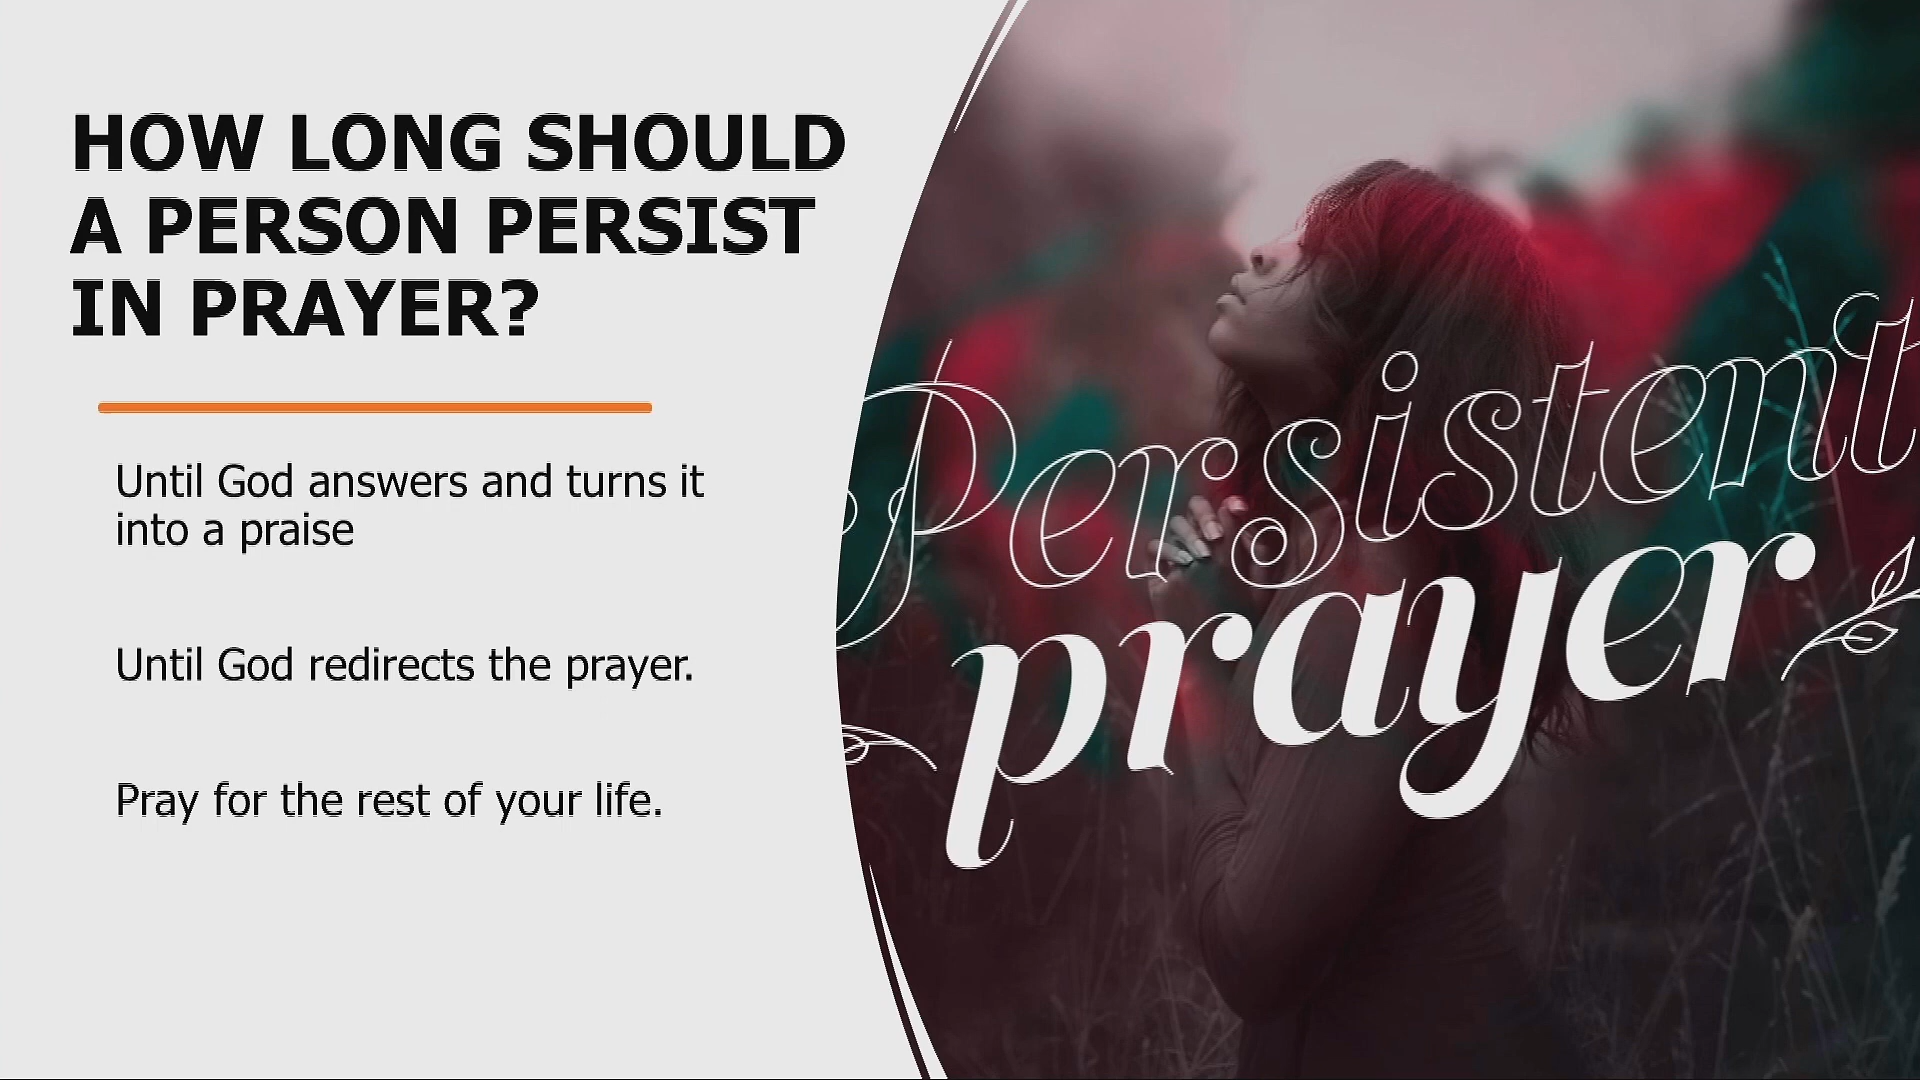 HOW LONG SHOULD
A PERSON PERSIST
IN PRAYER?
Until God answers and turns it
into a praise
Until God redirects the prayer.
Pray for the rest of your life.
Persistent
prayer